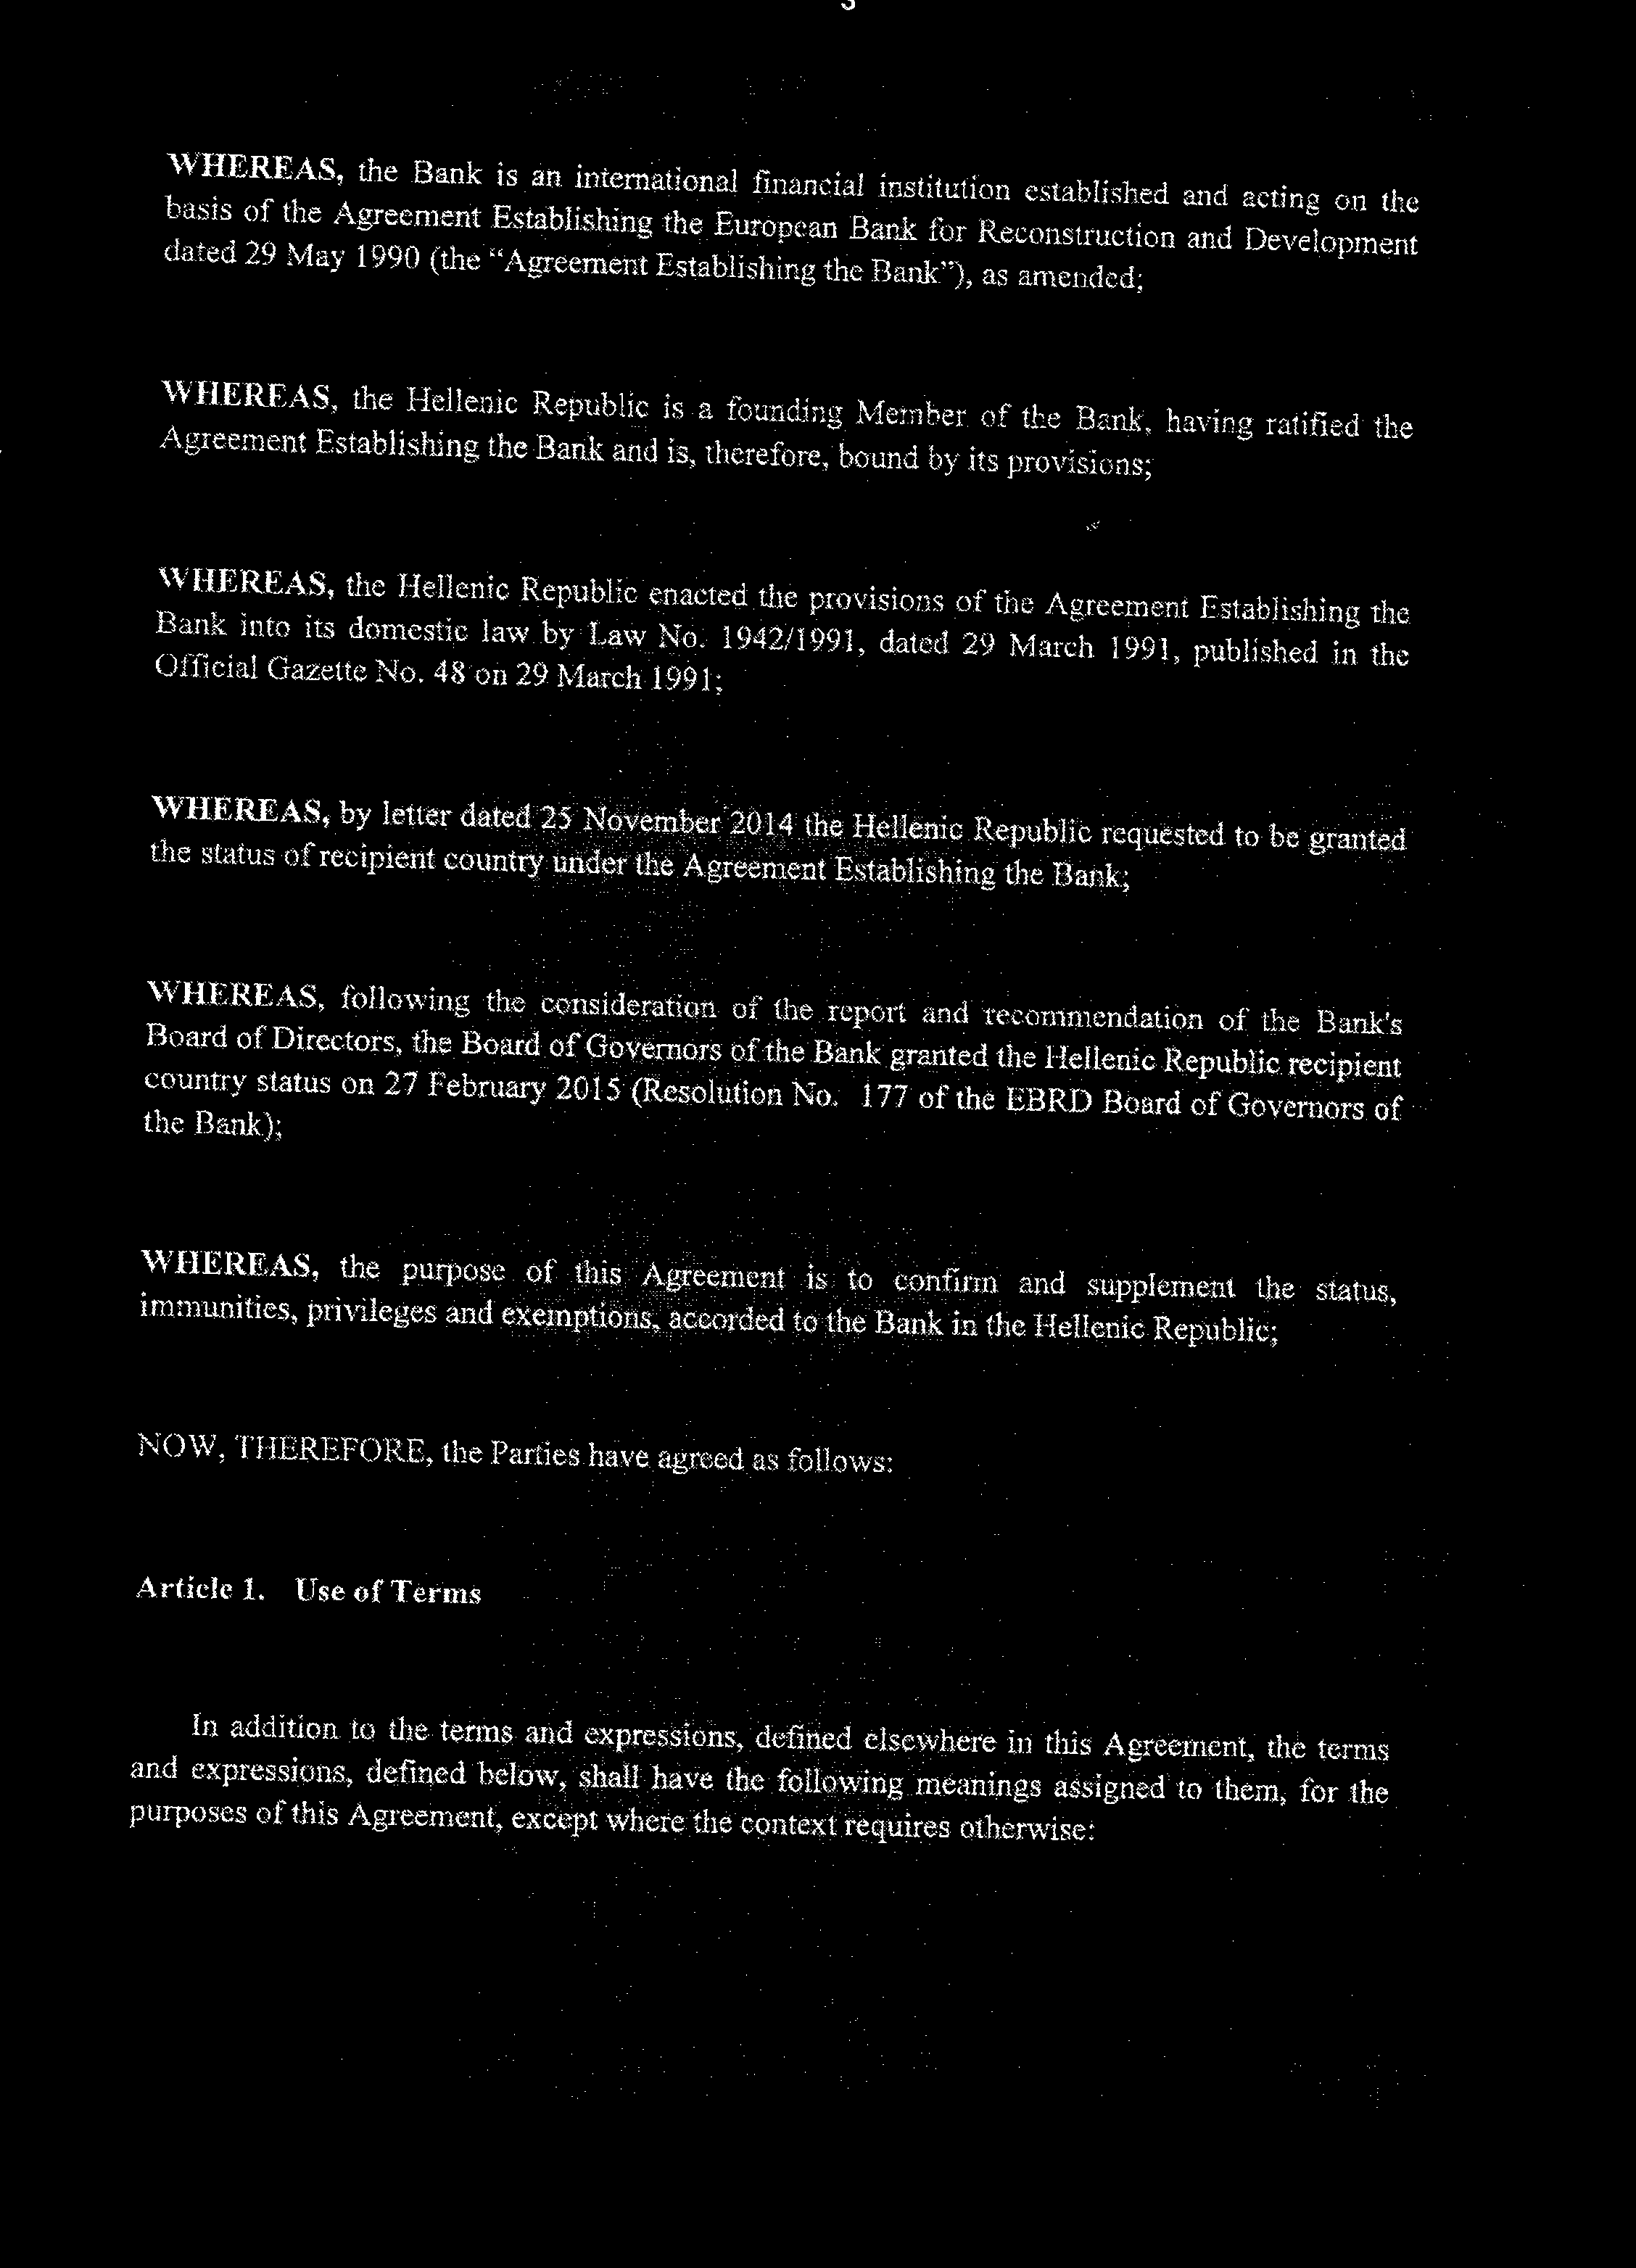 WHEREAS, the Bank is an international financial institution established and acting on the
basis of the Agreement Establishing the European Bank for Reconstruction and Development
dated 29 May 1990 (the “Agreement Establishing the Bank”), as amended;
WHEREAS, the Hellenic Republic is a founding Member of the Bank, having ratified the
Agreement Establishing the Bank and is, therefore, bound by its provisions;
WHEREAS, the Hellenic Republic enacted the provisions of the Agreement Establishing the
Bank into its domestic law by Law No. 1942/1991, dated 29 March 1991, published in the
Official Gazette No. 48 on 29 March 1991;
WHEREAS, by letter dated 25 November 2014 the Hellenic Republic requested to be granted
the status of recipient country under the Agreement Establishing the Bank;
WHEREAS, following the consideration of the report and recommendation of the Bank's
Board of Directors, the Board of Governors of the Bank granted the Hellenic Republic recipient
country status on 27 February 2015 (Resolution No. 177 of the EBRD Board of Governors of
the Bank);
WHEREAS, the purpose of this Agreement is to confirm and supplement the status,
immunities, privileges and exemptions, accorded to the Bank in the Hellenic Republic;
NOW, THEREFORE, the Parties have agreed as follows:
Article 1. Use of Terms
In addition to the terms and expressions, defined elsewhere in this Agreement, the terms
and expressions, defined below, shall have the following meanings assigned to them, for the
purposes of this Agreement, except where the context requires otherwise: